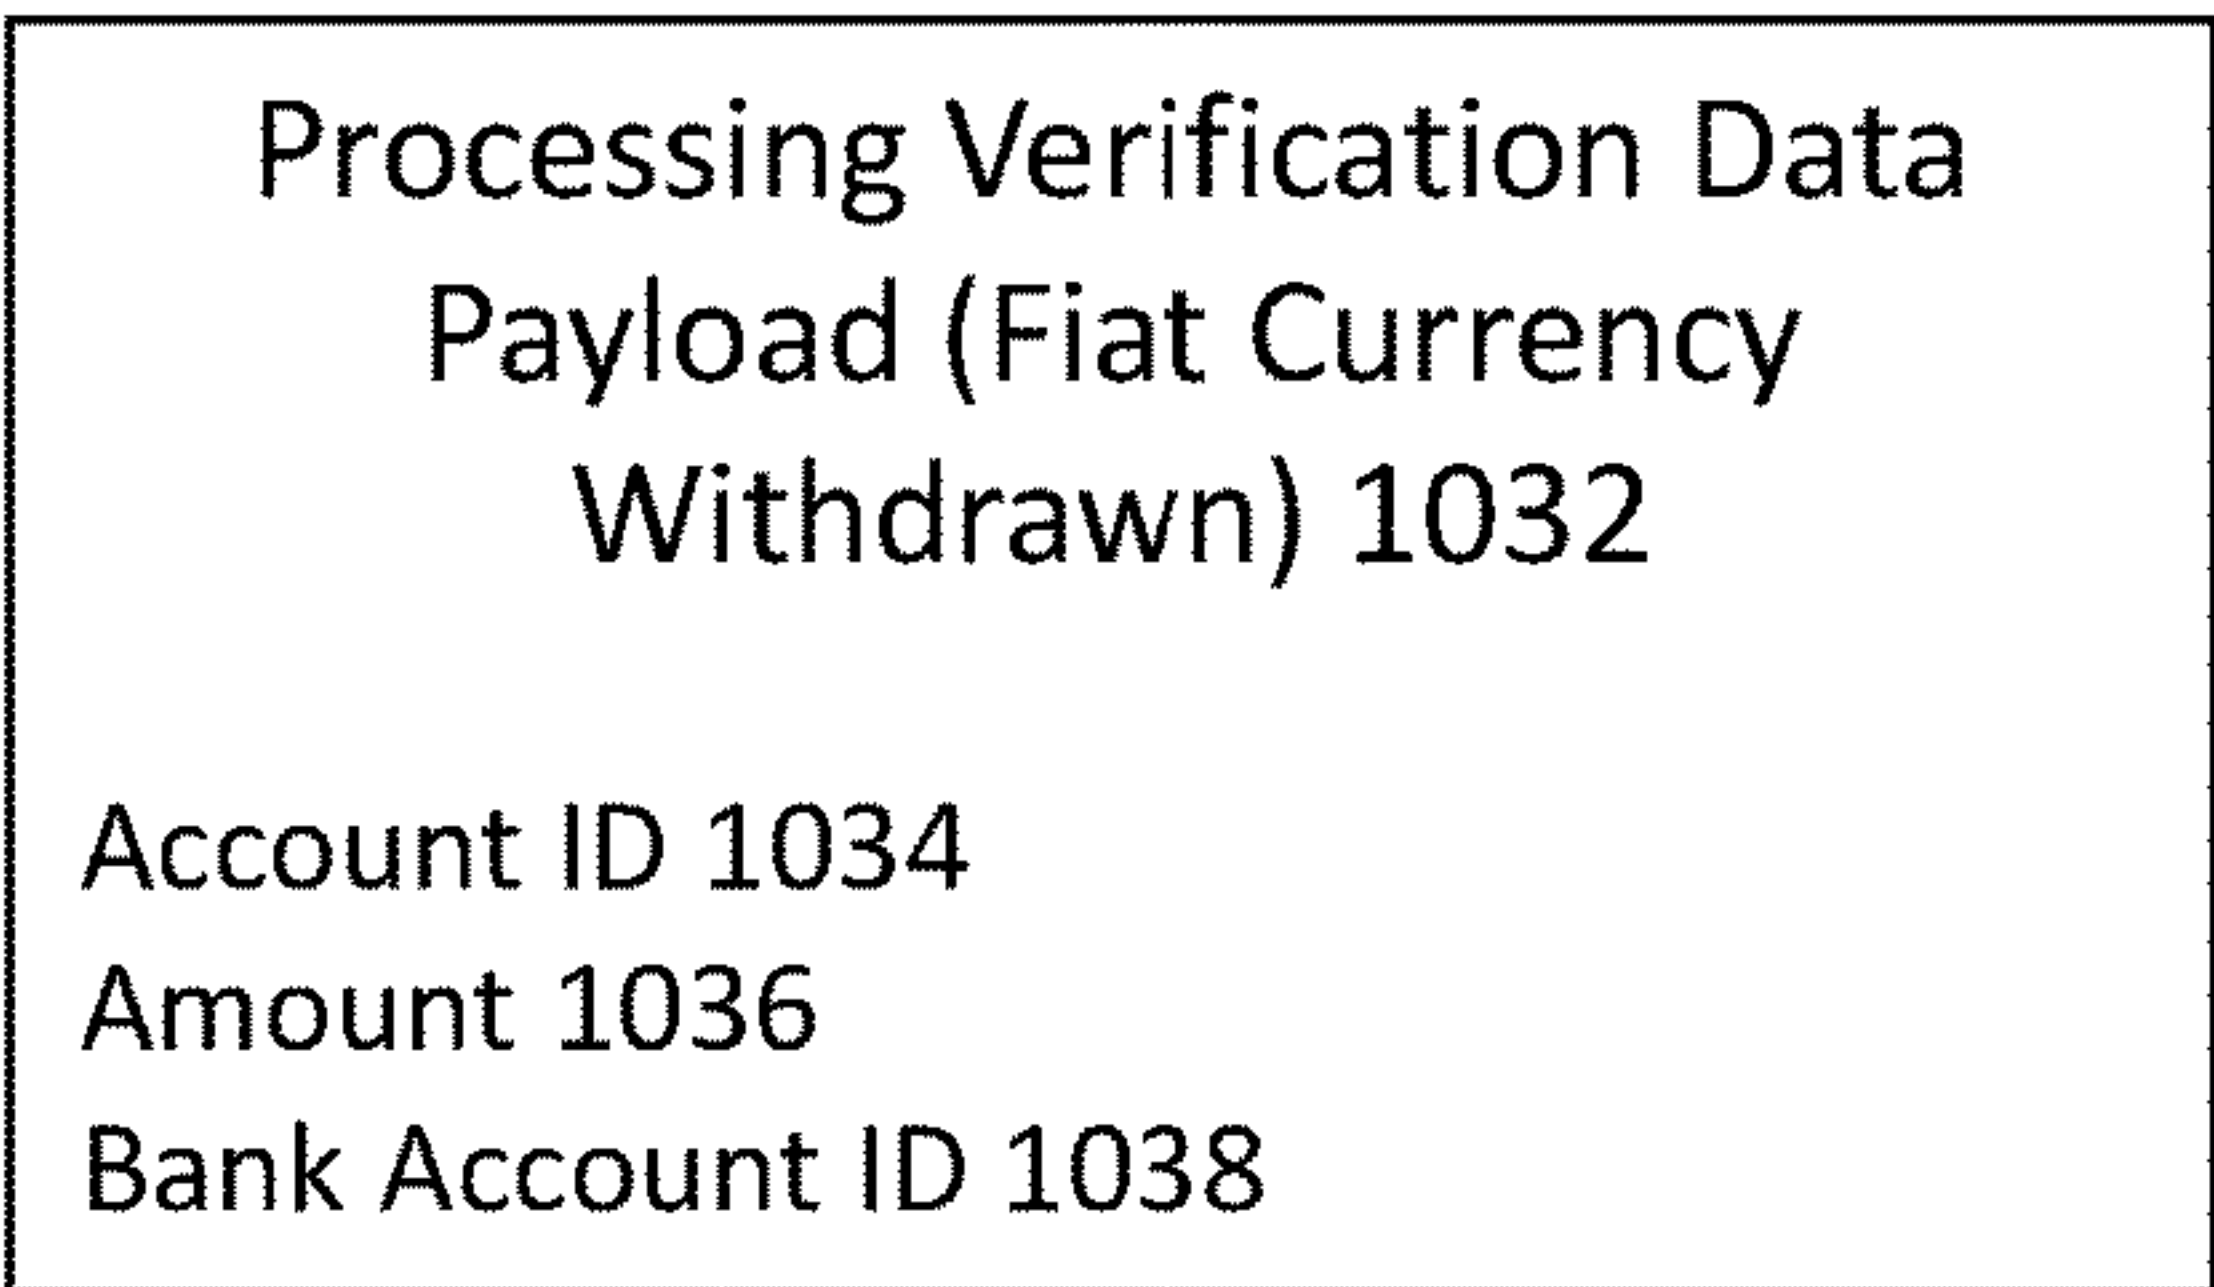 Processing Verification Data
Payload (Fiat Currency
Withdrawn) 1032
Account ID 1034
Amount 1036
Bank Account ID 1038